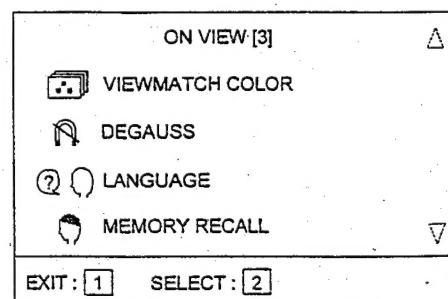 ON VIEW [3]
VIEWMATCH COLOR
DEGAUSS
? LANGUAGE
MEMORY RECALL
EXIT : 1 SELECT : 2